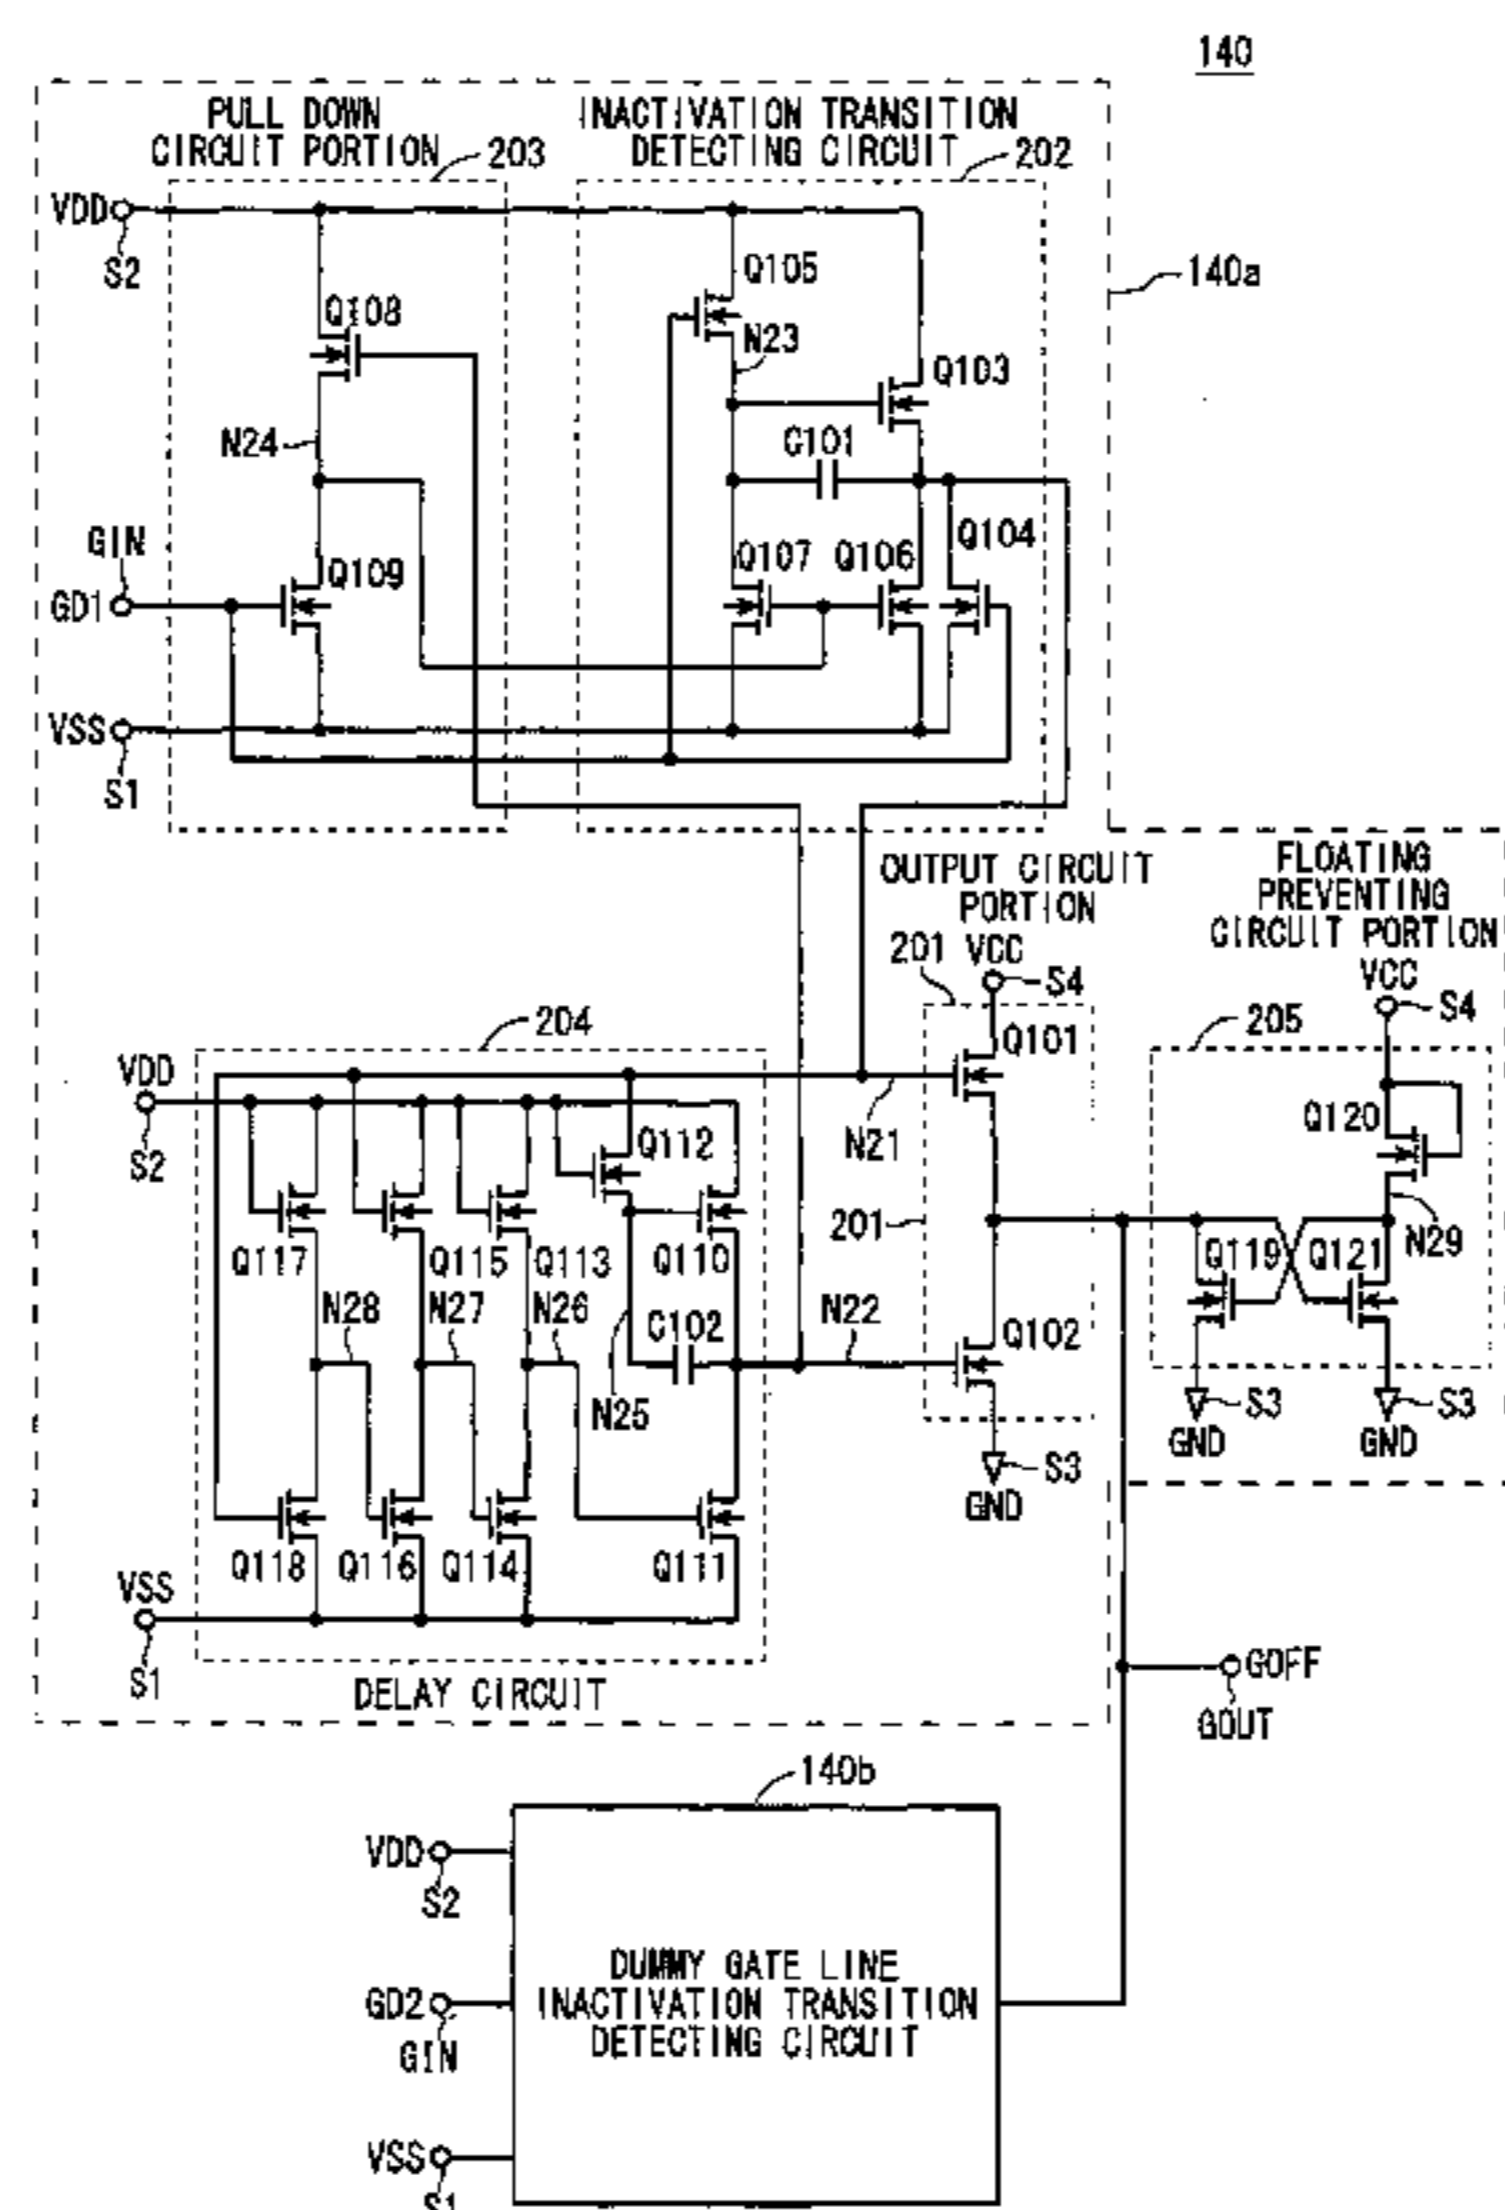 140
PULL DOWN
CIRCUIT PORTION
203
INACTIVATION TRANSITION
DETECTING CIRCUIT
202
VDD
S2
140a
Q108
Q105
N23
Q103
N24
C101
GIN
GD1
Q109
Q107
Q106
Q104
VSS
S1
OUTPUT CIRCUIT
PORTION
201
VCC
S4
FLOATING
PREVENTING
CIRCUIT PORTION
VCC
S4
204
205
VDD
S2
Q101
N21
Q112
Q120
201
Q117
Q115
Q113
Q110
Q119
Q121
N29
N28
N27
N26
C102
N22
Q102
N25
S3
GND
S3
GND
S3
GND
Q118
Q116
Q114
Q111
VSS
S1
DELAY CIRCUIT
GOFF
GOUT
140b
VDD
S2
GD2
GIN
DUMMY GATE LINE
INACTIVATION TRANSITION
DETECTING CIRCUIT
VSS
S1